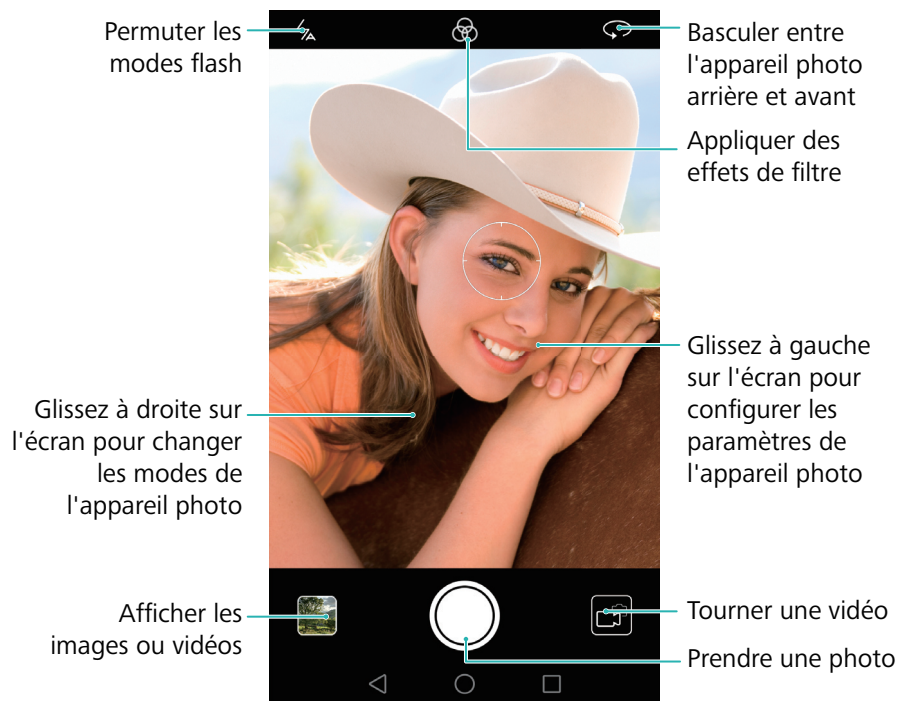 Permuter les
modes flash
Basculer entre
l'appareil photo
arrière et avant
Appliquer des
effets de filtre
Glissez à gauche
sur l'écran pour
configurer les
paramètres de
l'appareil photo
Glissez à droite sur
l'écran pour changer
les modes de
l'appareil photo
Afficher les
images ou vidéos
Tourner une vidéo
Prendre une photo